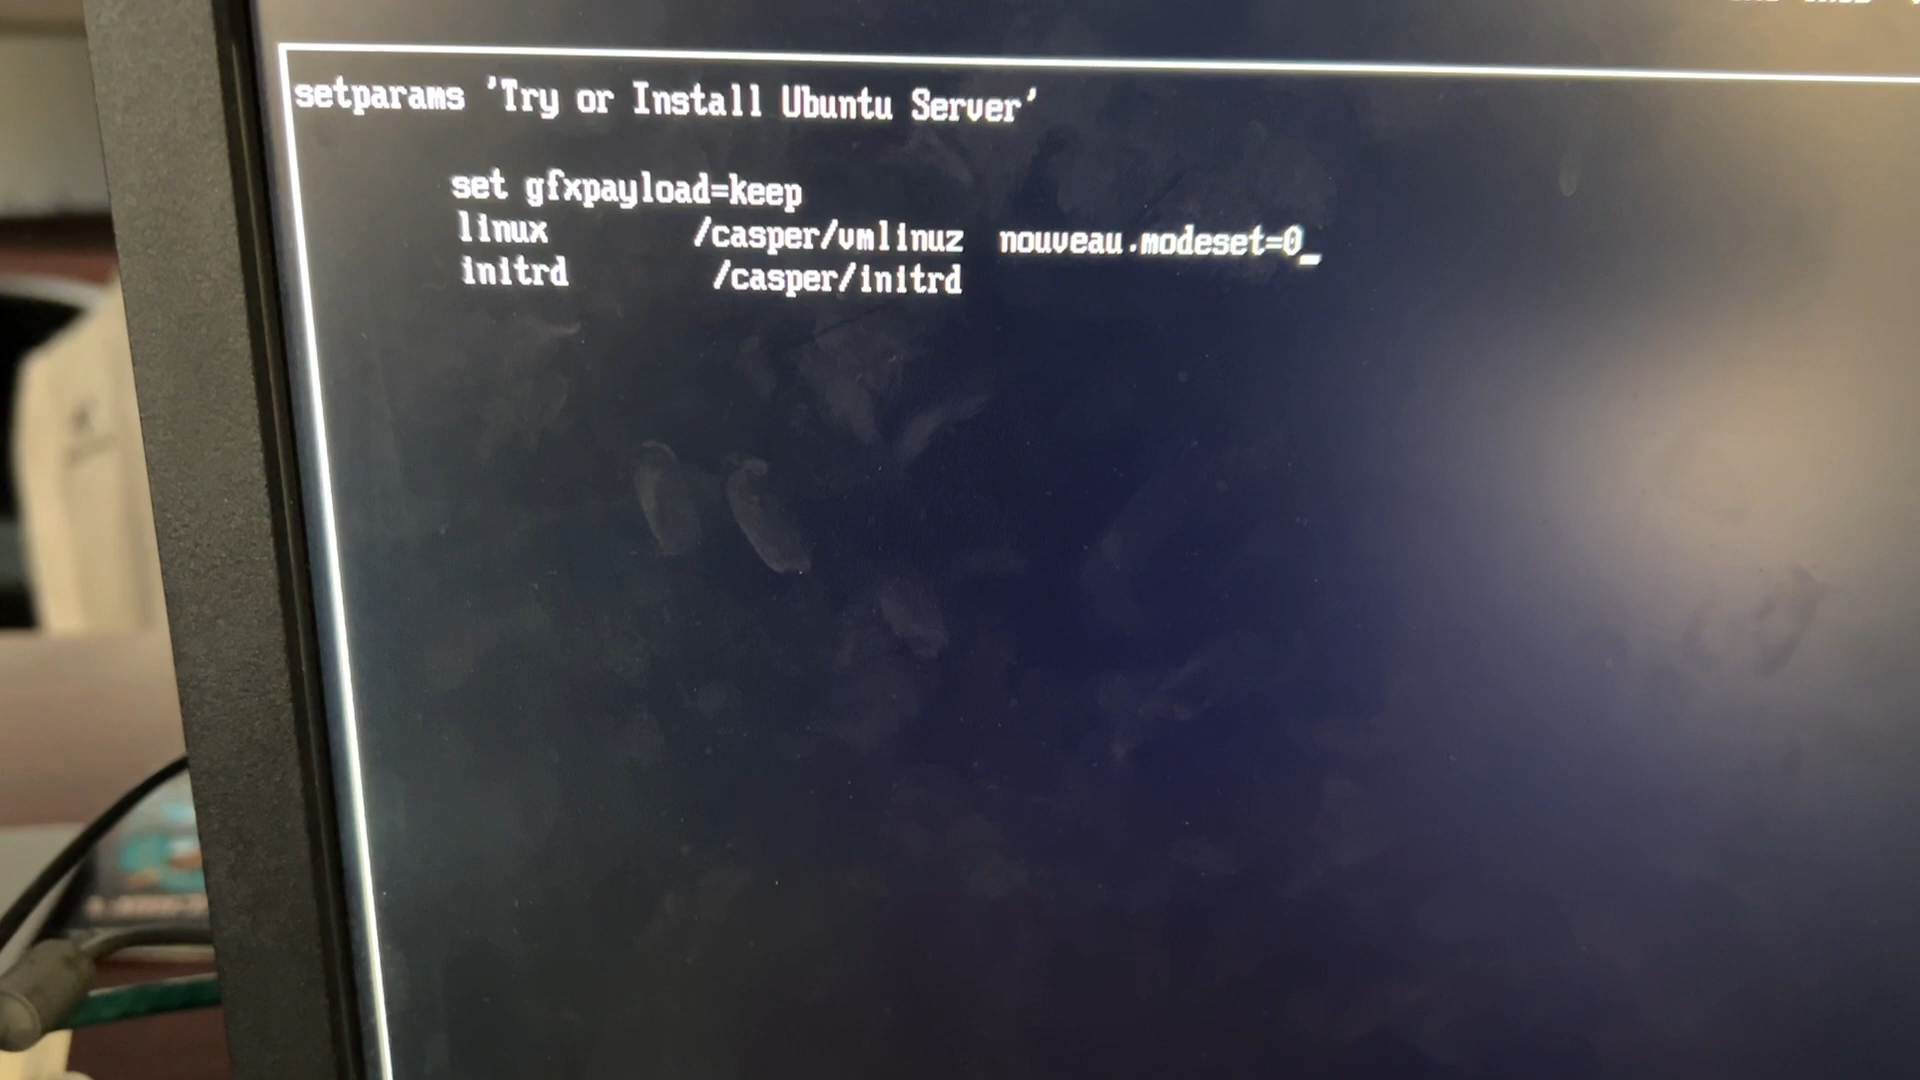 setparams 'Try or Install Ubuntu Server'
set gfxpayload=keep
linux /casper/vmlinuz nouveau.modeset=0_
initrd /casper/initrd